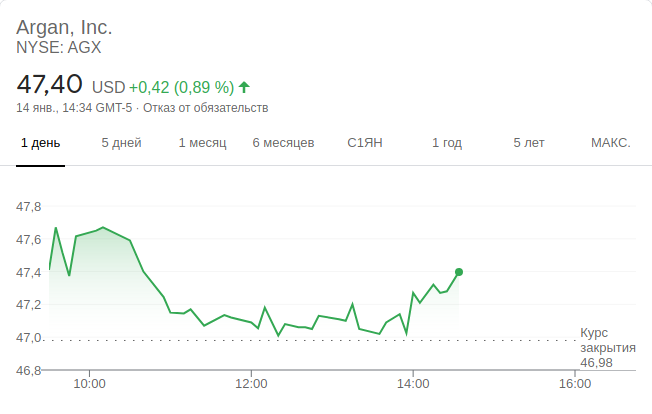 Argan, Inc.
NYSE: AGX
47,40 USD +0,42 (0,89 %)
14 янв., 14:34 GMT-5 · Отказ от обязательств
1 день 5 дней 1 месяц 6 месяцев С1ЯН 1 год 5 лет МАКС.
47,8
47,6
47,4
47,2
47,0
46,8
Курс
закрытия
46,98
10:00 12:00 14:00 16:00